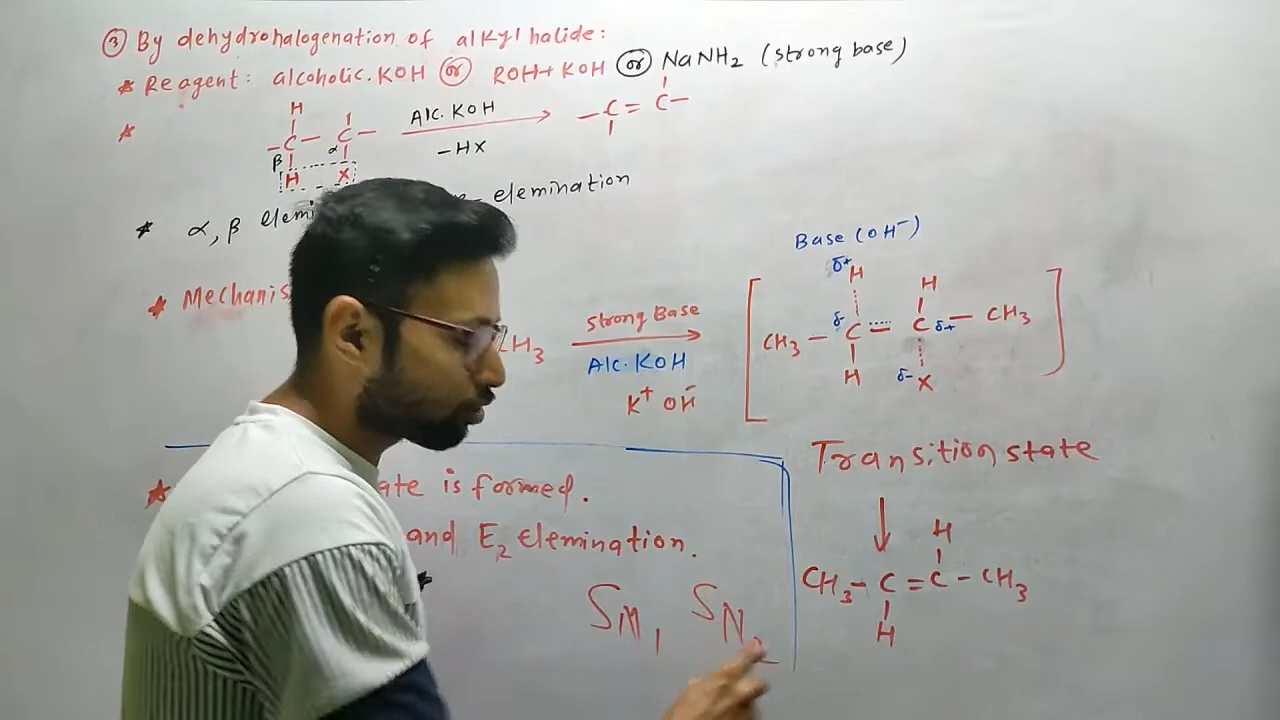 ③ By dehydrohalogenation of alkyl halide:
* Reagent: alcoholic.KOH or ROH+KOH or NaNH2 (strong base)
*
H
-C-C- Alc.KOH -C=C-
β α -HX
H X
* α, β elemination
Base (OH-)
* Mechanis
δ+ H H
CH3 strong Base CH3-C=C-CH3
δ- δ+
Alc.KOH H δ- X
K+ OH-
Transition state
* ate is formed.
and E2 elemination.
H
CH3-C=C-CH3
H
SN1 SN2